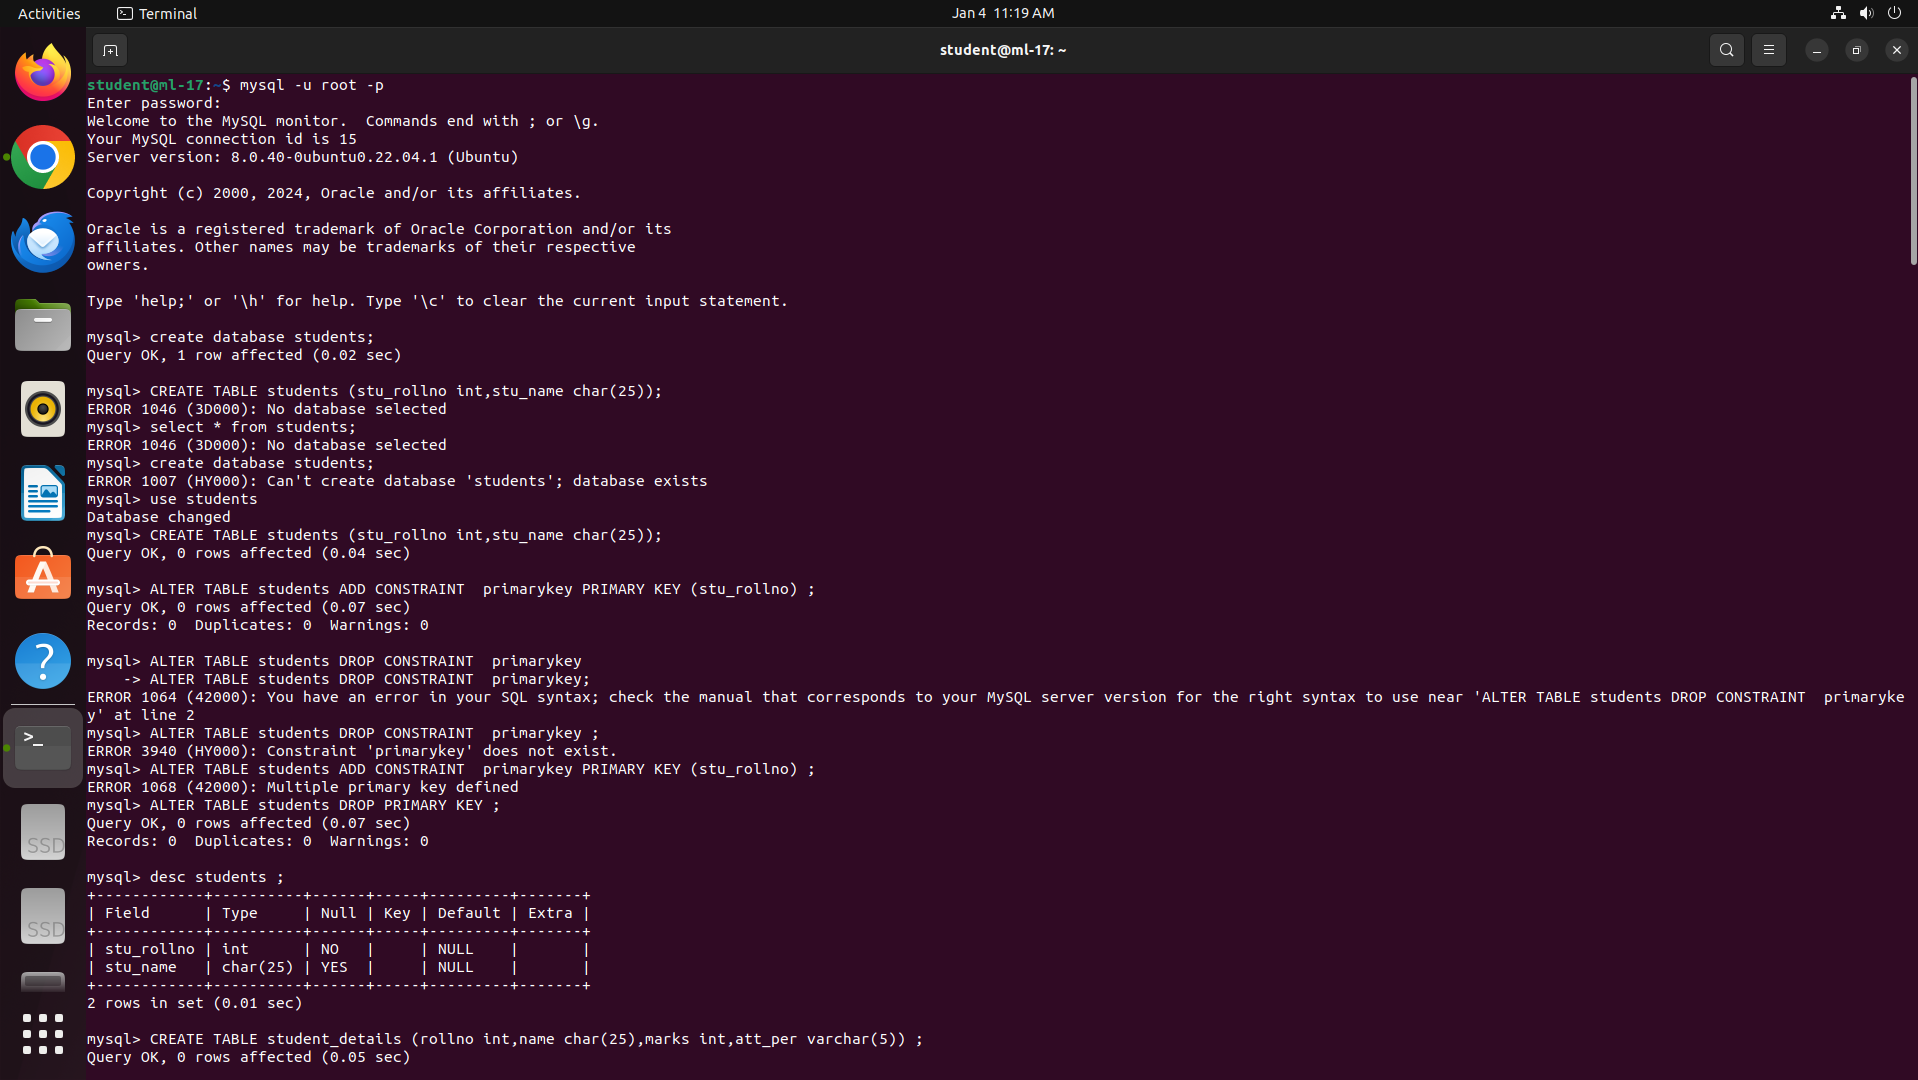 Activities
Terminal
Jan 4 11:19 AM
student@ml-17: ~
student@ml-17:~$ mysql -u root -p
Enter password:
Welcome to the MySQL monitor.  Commands end with ; or \g.
Your MySQL connection id is 15
Server version: 8.0.40-0ubuntu0.22.04.1 (Ubuntu)
Copyright (c) 2000, 2024, Oracle and/or its affiliates.
Oracle is a registered trademark of Oracle Corporation and/or its
affiliates. Other names may be trademarks of their respective
owners.
Type 'help;' or '\h' for help. Type '\c' to clear the current input statement.
mysql> create database students;
Query OK, 1 row affected (0.02 sec)
mysql> CREATE TABLE students (stu_rollno int,stu_name char(25));
ERROR 1046 (3D000): No database selected
mysql> select * from students;
ERROR 1046 (3D000): No database selected
mysql> create database students;
ERROR 1007 (HY000): Can't create database 'students'; database exists
mysql> use students
Database changed
mysql> CREATE TABLE students (stu_rollno int,stu_name char(25));
Query OK, 0 rows affected (0.04 sec)
mysql> ALTER TABLE students ADD CONSTRAINT  primarykey PRIMARY KEY (stu_rollno) ;
Query OK, 0 rows affected (0.07 sec)
Records: 0  Duplicates: 0  Warnings: 0
mysql> ALTER TABLE students DROP CONSTRAINT  primarykey
    -> ALTER TABLE students DROP CONSTRAINT  primarykey;
ERROR 1064 (42000): You have an error in your SQL syntax; check the manual that corresponds to your MySQL server version for the right syntax to use near 'ALTER TABLE students DROP CONSTRAINT  primaryke
y' at line 2
mysql> ALTER TABLE students DROP CONSTRAINT  primarykey ;
ERROR 3940 (HY000): Constraint 'primarykey' does not exist.
mysql> ALTER TABLE students ADD CONSTRAINT  primarykey PRIMARY KEY (stu_rollno) ;
ERROR 1068 (42000): Multiple primary key defined
mysql> ALTER TABLE students DROP PRIMARY KEY ;
Query OK, 0 rows affected (0.07 sec)
Records: 0  Duplicates: 0  Warnings: 0
mysql> desc students ;
+------------+----------+------+-----+---------+-------+
| Field      | Type     | Null | Key | Default | Extra |
+------------+----------+------+-----+---------+-------+
| stu_rollno | int      | NO   |     | NULL    |       |
| stu_name   | char(25) | YES  |     | NULL    |       |
+------------+----------+------+-----+---------+-------+
2 rows in set (0.01 sec)
mysql> CREATE TABLE student_details (rollno int,name char(25),marks int,att_per varchar(5)) ;
Query OK, 0 rows affected (0.05 sec)
>_
SSD
SSD